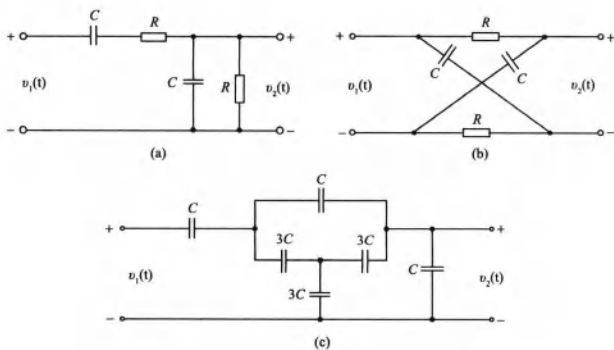 C R
+ + + R +
C C
v₁(t) C R v₂(t) v₁(t) v₂(t)
R
− − − −
(a) (b)
C
C
+ +
3C 3C
v₁(t) C v₂(t)
3C
− −
(c)